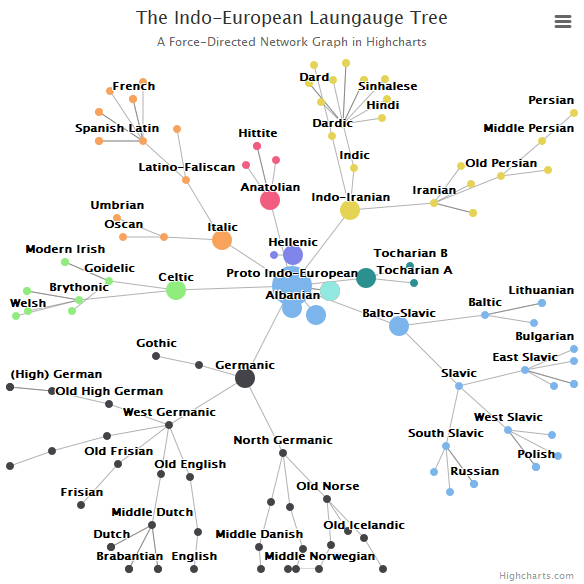 The Indo-European Laungauge Tree
A Force-Directed Network Graph in Highcharts
Dard
French
Sinhalese
Persian
Hindi
Spanish Latin
Dardic
Middle Persian
Hittite
Indic
Old Persian
Latino-Faliscan
Anatolian
Iranian
Indo-Iranian
Umbrian
Oscan
Italic
Hellenic
Modern Irish
Tocharian B
Goidelic
Proto Indo-European
Tocharian A
Celtic
Brythonic
Albanian
Lithuanian
Welsh
Baltic
Balto-Slavic
Bulgarian
Gothic
East Slavic
Germanic
(High) German
Slavic
Old High German
West Germanic
West Slavic
North Germanic
South Slavic
Old Frisian
Polish
Old English
Russian
Old Norse
Frisian
Middle Dutch
Old Icelandic
Dutch
Middle Danish
Brabantian
English
Middle Norwegian
Highcharts.com